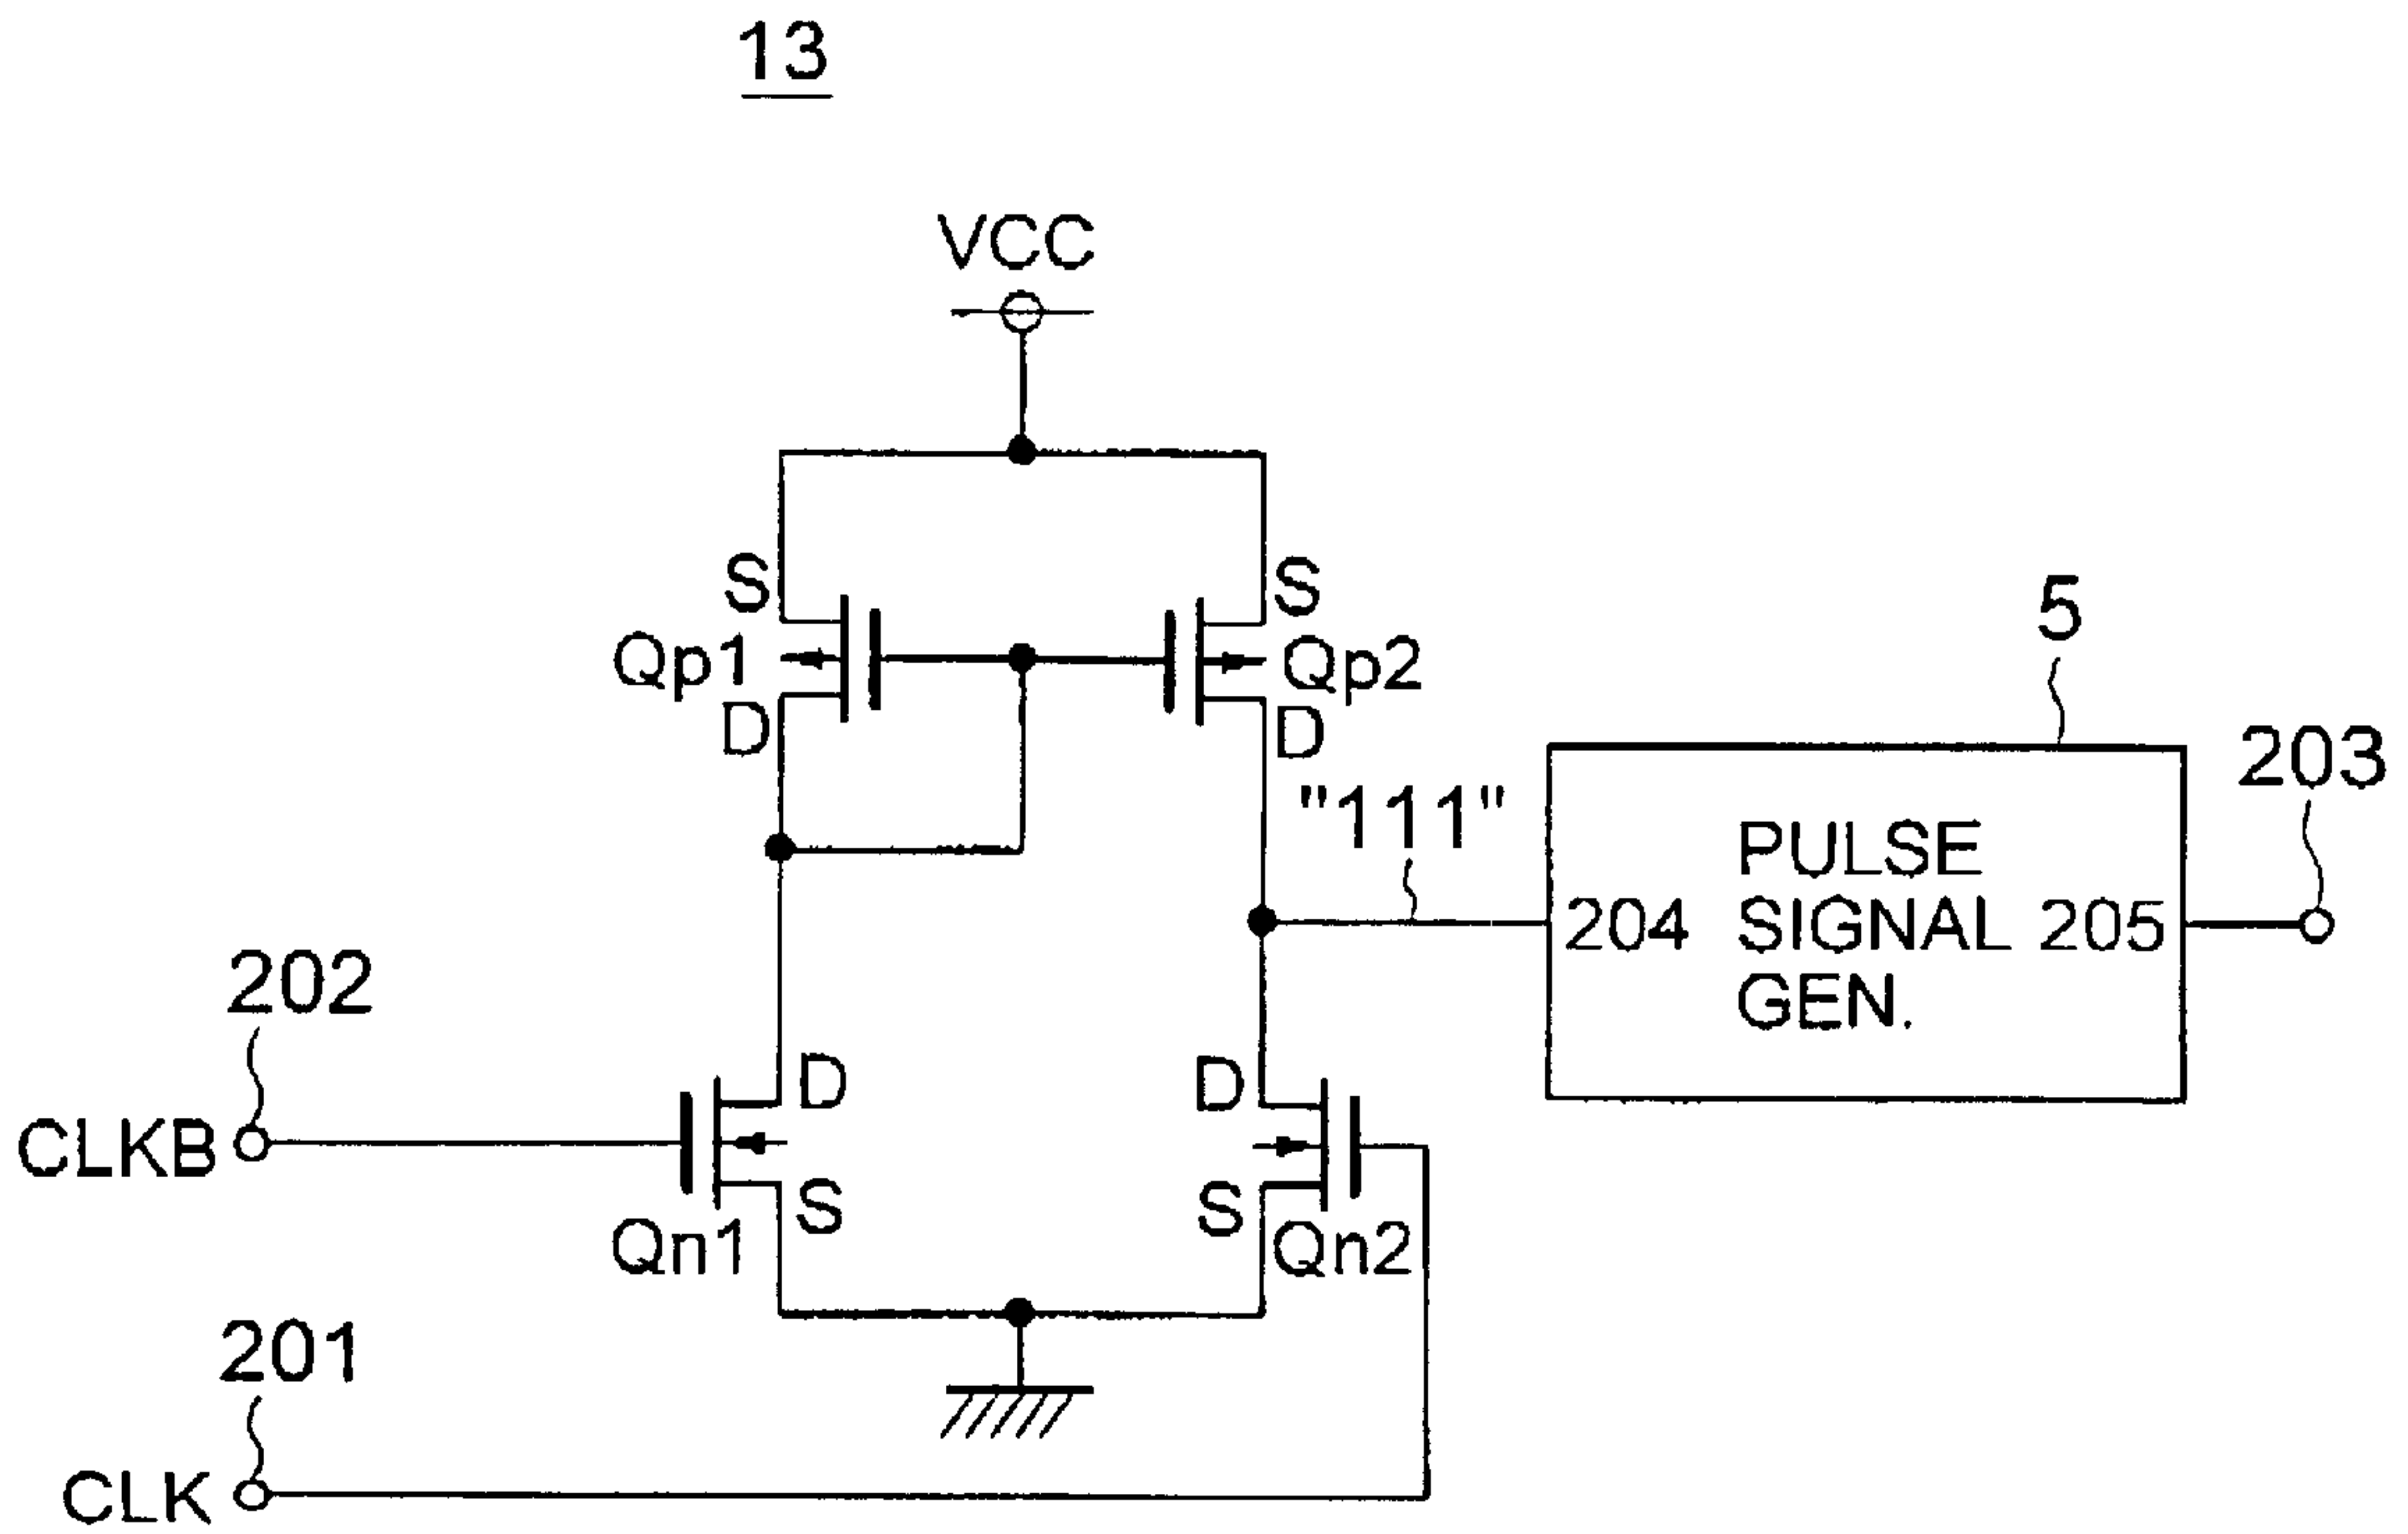 13
VCC
S
S
Qp1
Qp2
D
D
5
203
"111"
PULSE
204 SIGNAL 205
GEN.
202
CLKB
D
D
S
S
Qn1
Qn2
201
CLK